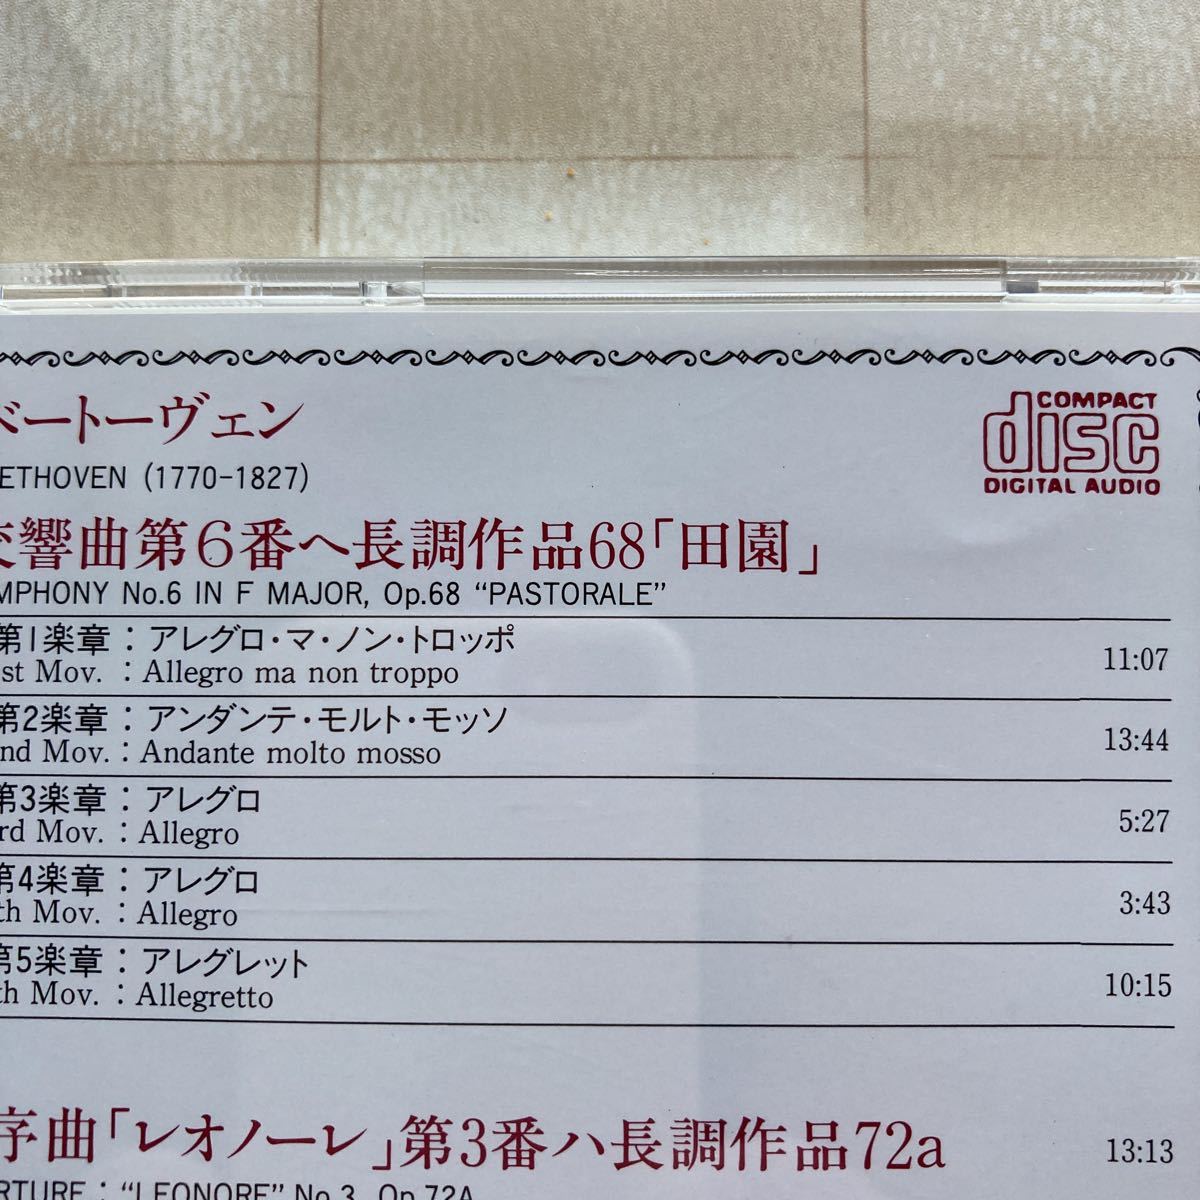 ベートーヴェン
COMPACT
disc
DIGITAL AUDIO
ETHOVEN (1770-1827)
交響曲第6番ヘ長調作品68「田園」
MPHONY No.6 IN F MAJOR, Op.68 “PASTORALE”
第1楽章：アレグロ・マ・ノン・トロッポ
st Mov. : Allegro ma non troppo
11:07
第2楽章：アンダンテ・モルト・モッソ
nd Mov. : Andante molto mosso
13:44
第3楽章：アレグロ
rd Mov. : Allegro
5:27
第4楽章：アレグロ
th Mov. : Allegro
3:43
第5楽章：アレグレット
th Mov. : Allegretto
10:15
序曲「レオノーレ」第3番ハ長調作品72a
13:13
RTURE : “LEONORE” No.3, Op.72A